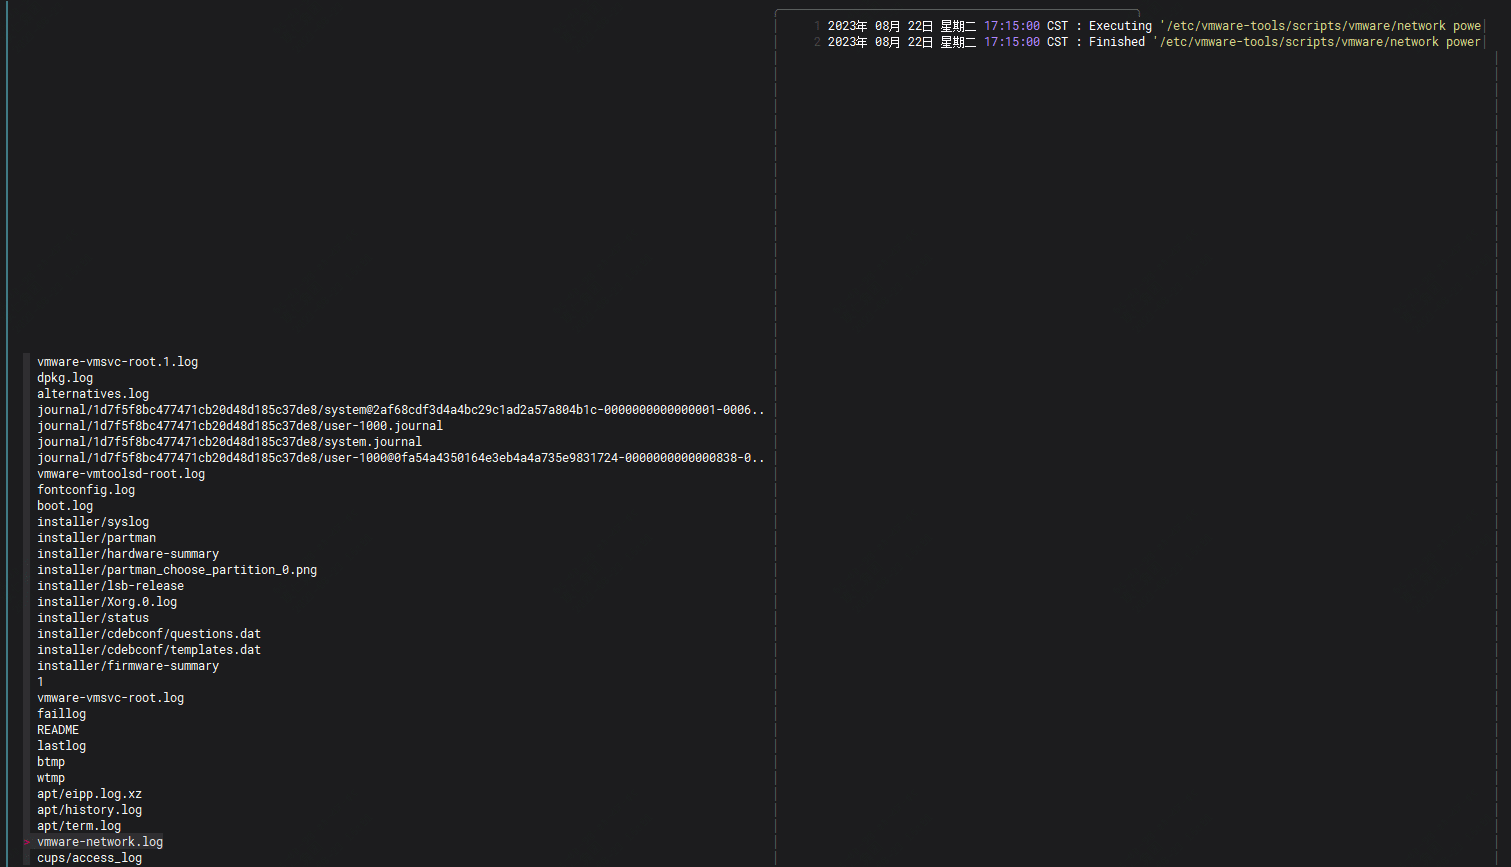 1 2023年 08月 22日 星期二 17:15:00 CST : Executing '/etc/vmware-tools/scripts/vmware/network powe
2 2023年 08月 22日 星期二 17:15:00 CST : Finished '/etc/vmware-tools/scripts/vmware/network power
vmware-vmsvc-root.1.log
dpkg.log
alternatives.log
journal/1d7f5f8bc477471cb20d48d185c37de8/system@2af68cdf3d4a4bc29c1ad2a57a804b1c-0000000000000001-0006..
journal/1d7f5f8bc477471cb20d48d185c37de8/user-1000.journal
journal/1d7f5f8bc477471cb20d48d185c37de8/system.journal
journal/1d7f5f8bc477471cb20d48d185c37de8/user-1000@0fa54a4350164e3eb4a4a735e9831724-0000000000000838-0..
vmware-vmtoolsd-root.log
fontconfig.log
boot.log
installer/syslog
installer/partman
installer/hardware-summary
installer/partman_choose_partition_0.png
installer/lsb-release
installer/Xorg.0.log
installer/status
installer/cdebconf/questions.dat
installer/cdebconf/templates.dat
installer/firmware-summary
1
vmware-vmsvc-root.log
faillog
README
lastlog
btmp
wtmp
apt/eipp.log.xz
apt/history.log
apt/term.log
> vmware-network.log
cups/access_log